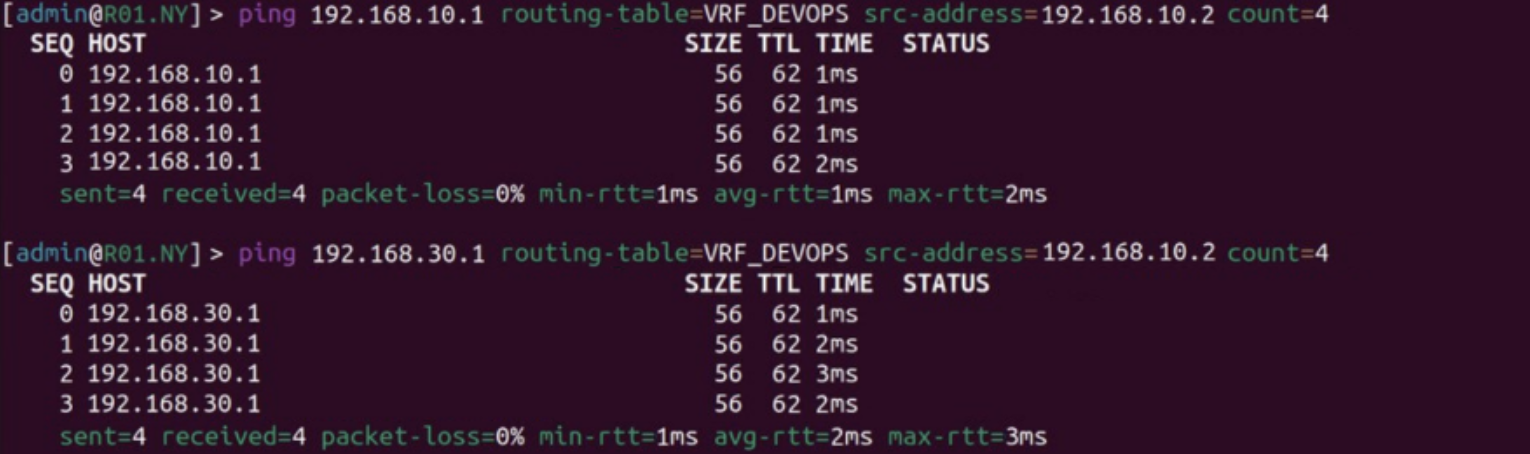 [admin@R01.NY] > ping 192.168.10.1 routing-table=VRF_DEVOPS src-address=192.168.10.2 count=4
SEQ HOST SIZE TTL TIME STATUS
0 192.168.10.1 56 62 1ms
1 192.168.10.1 56 62 1ms
2 192.168.10.1 56 62 1ms
3 192.168.10.1 56 62 2ms
sent=4 received=4 packet-loss=0% min-rtt=1ms avg-rtt=1ms max-rtt=2ms
[admin@R01.NY] > ping 192.168.30.1 routing-table=VRF_DEVOPS src-address=192.168.10.2 count=4
SEQ HOST SIZE TTL TIME STATUS
0 192.168.30.1 56 62 1ms
1 192.168.30.1 56 62 2ms
2 192.168.30.1 56 62 3ms
3 192.168.30.1 56 62 2ms
sent=4 received=4 packet-loss=0% min-rtt=1ms avg-rtt=2ms max-rtt=3ms